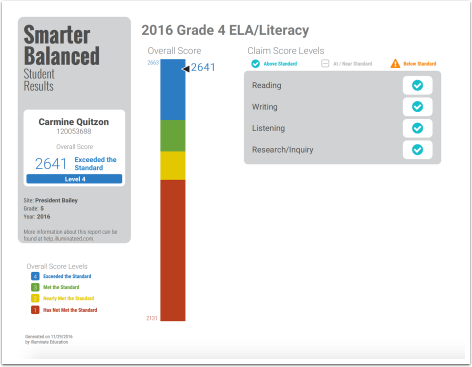 Smarter
Balanced
Student
Results
Carmine Quitzon
120053688
Overall Score
2641 Exceeded the
Standard
Level 4
Site: President Bailey
Grade: 5
Year: 2016
More information about this report can be
found at help.illuminateed.com.
Overall Score Levels
4 Exceeded the Standard
3 Met the Standard
2 Nearly Met the Standard
1 Has Not Met the Standard
Generated on 11/29/2016
by Illuminate Education
2016 Grade 4 ELA/Literacy
Overall Score
2663
2641
2131
Claim Score Levels
Above Standard
At / Near Standard
Below Standard
Reading
Writing
Listening
Research/Inquiry